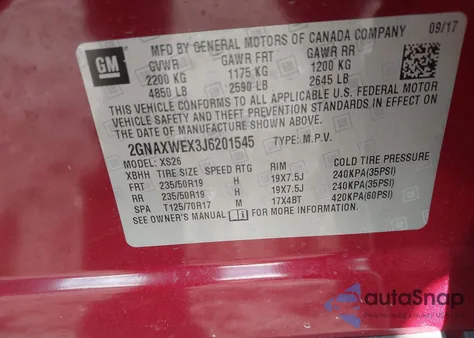 GM
MFD BY GENERAL MOTORS OF CANADA COMPANY
09/17
GVWR GAWR FRT GAWR RR
2200 KG 1175 KG 1200 KG
4850 LB 2590 LB 2645 LB
THIS VEHICLE CONFORMS TO ALL APPLICABLE U.S. FEDERAL MOTOR
VEHICLE SAFETY AND THEFT PREVENTION STANDARDS IN EFFECT ON
THE DATE OF MANUFACTURE SHOWN ABOVE.
2GNAXWEX3J6201545 TYPE: M.P.V.
MODEL: XS26
XBHH TIRE SIZE SPEED RTG RIM COLD TIRE PRESSURE
FRT 235/50R19 H 19X7.5J 240KPA(35PSI)
RR 235/50R19 H 19X7.5J 240KPA(35PSI)
SPA T125/70R17 M 17X4BT 420KPA(60PSI)
SEE OWNER'S MANUAL FOR MORE INFORMATION.
autoSnap